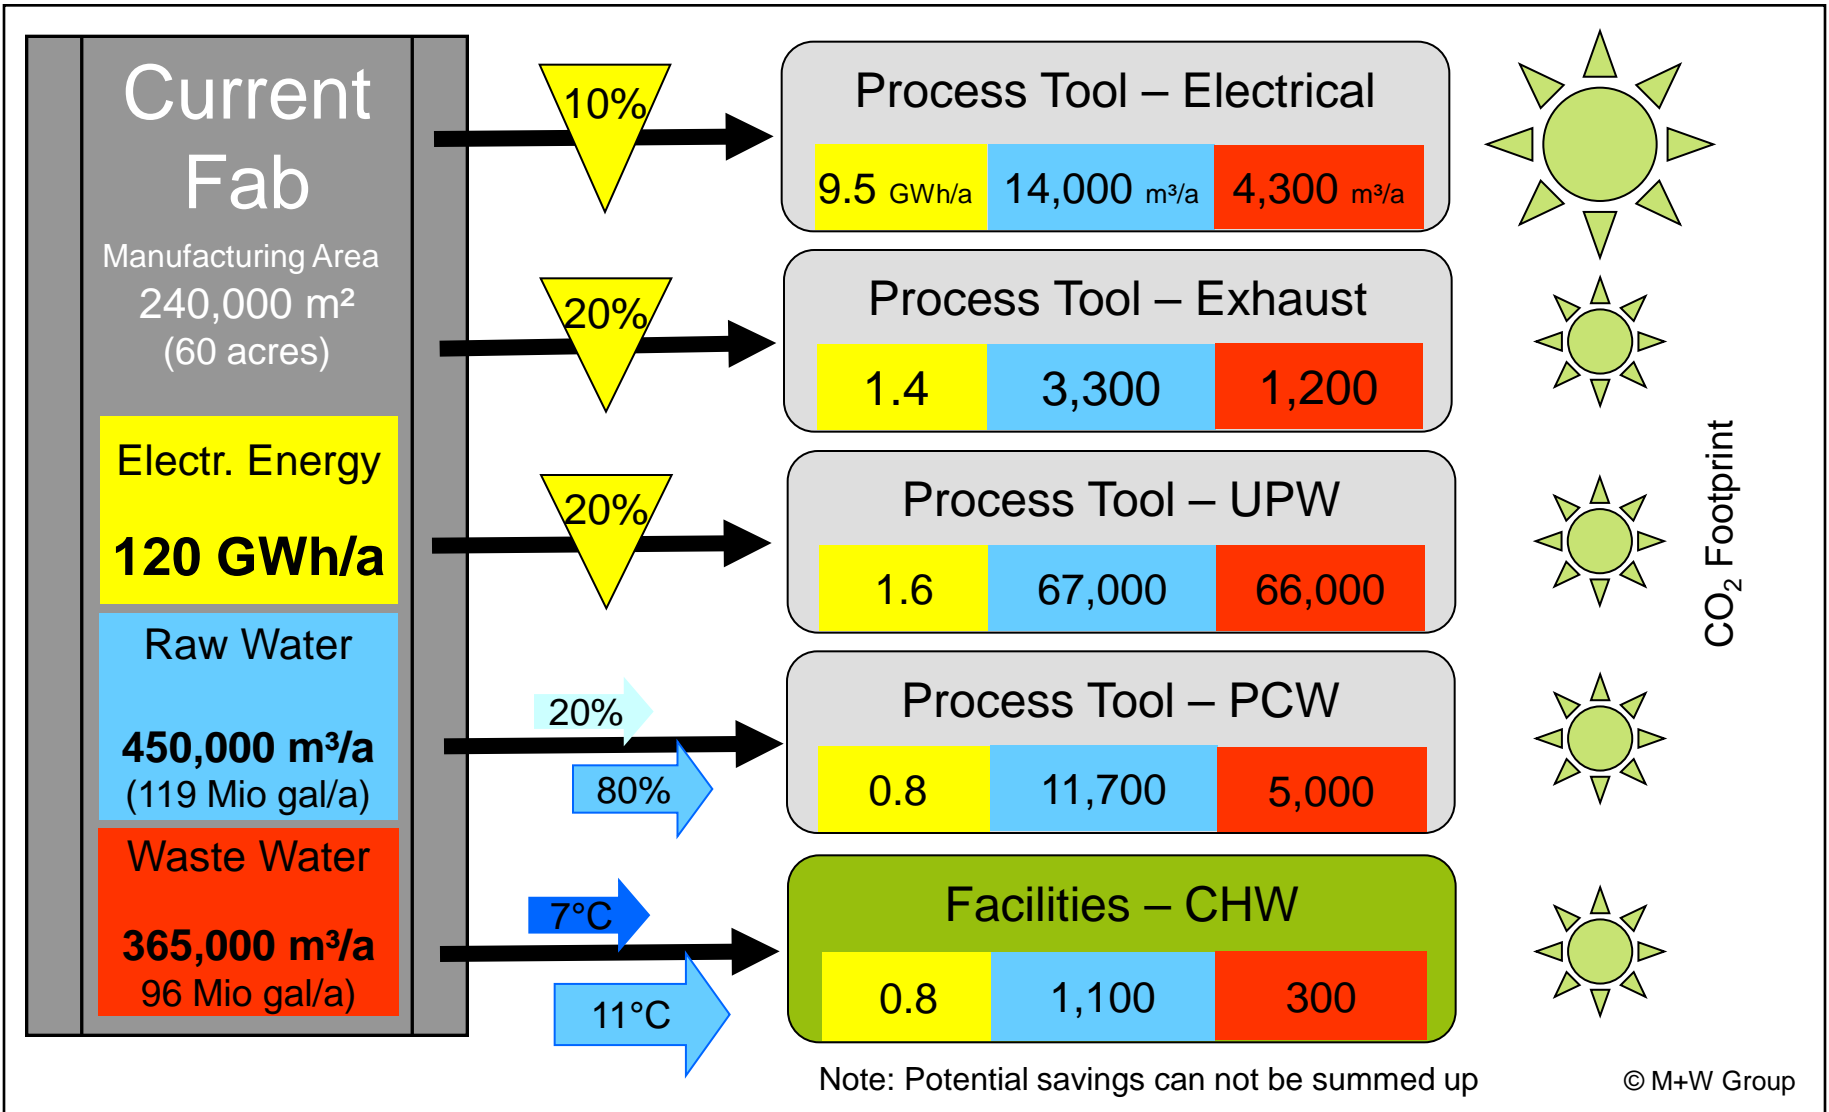 Current
Fab
Manufacturing Area
240,000 m²
(60 acres)
Electr. Energy
120 GWh/a
Raw Water
450,000 m³/a
(119 Mio gal/a)
Waste Water
365,000 m³/a
96 Mio gal/a)
10%
Process Tool – Electrical
9.5 GWh/a 14,000 m³/a 4,300 m³/a
20%
Process Tool – Exhaust
1.4 3,300 1,200
20%
Process Tool – UPW
1.6 67,000 66,000
20%
80%
Process Tool – PCW
0.8 11,700 5,000
7°C
11°C
Facilities – CHW
0.8 1,100 300
CO₂ Footprint
Note: Potential savings can not be summed up
© M+W Group